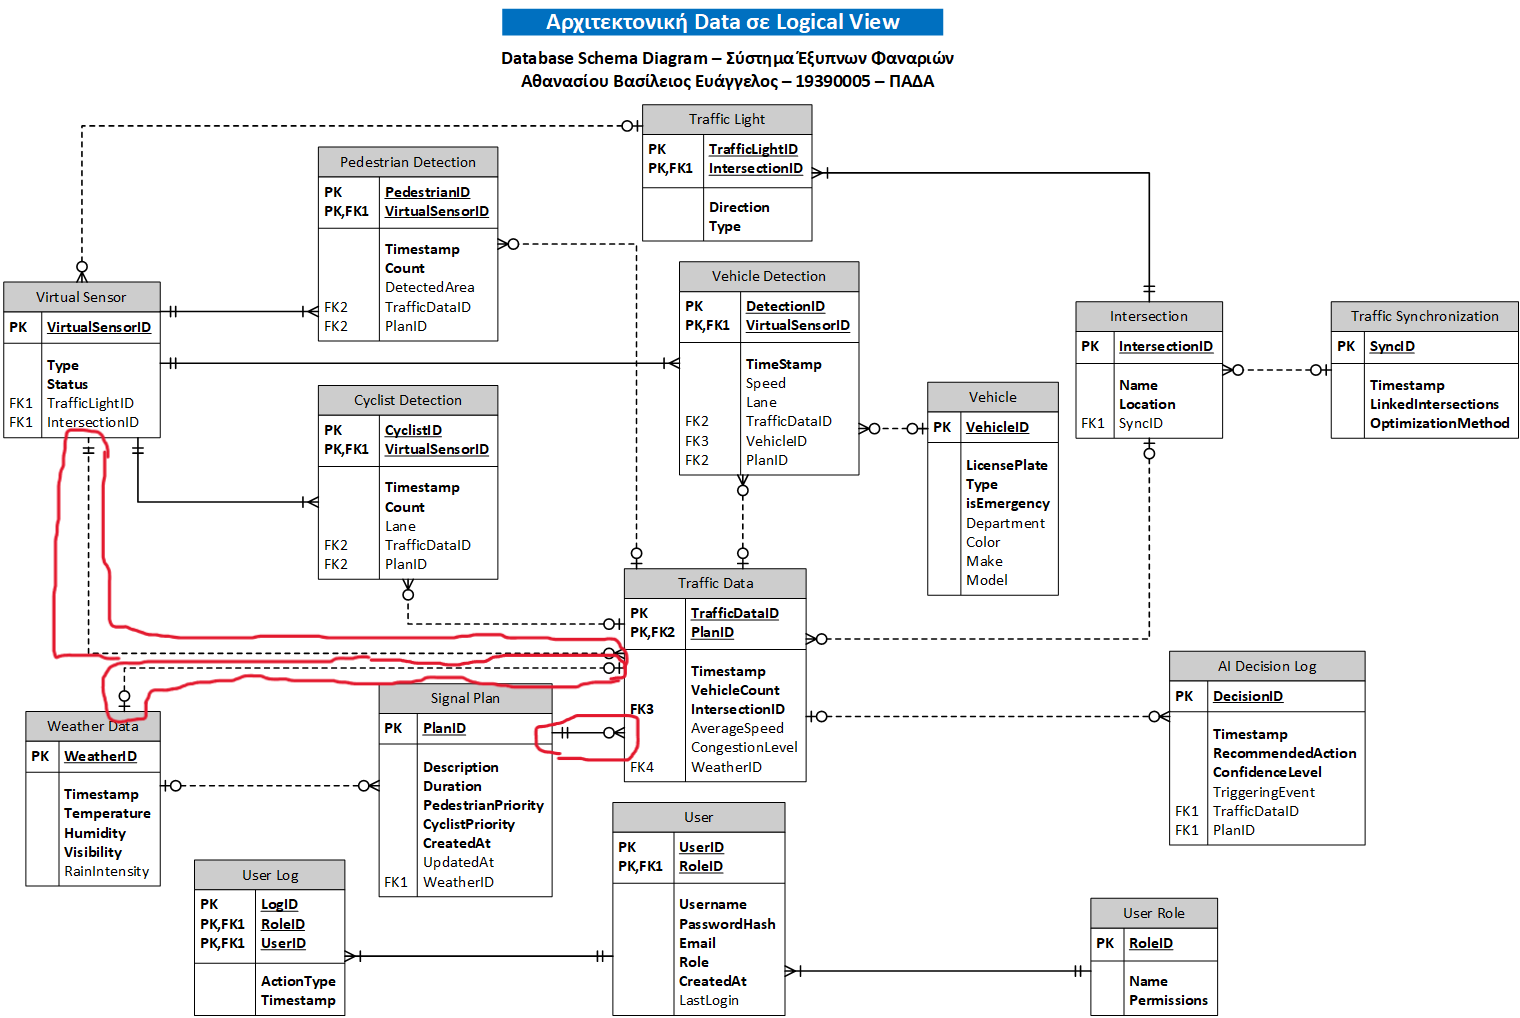 Αρχιτεκτονική Data σε Logical View
Database Schema Diagram – Σύστημα Έξυπνων Φαναριών
Αθανασίου Βασίλειος Ευάγγελος – 19390005 – ΠΑΔΑ
Traffic Light
PK TrafficLightID
PK,FK1 IntersectionID
Direction
Type
Pedestrian Detection
PK PedestrianID
PK,FK1 VirtualSensorID
Timestamp
Count
DetectedArea
FK2 TrafficDataID
FK2 PlanID
Vehicle Detection
PK DetectionID
PK,FK1 VirtualSensorID
TimeStamp
Speed
Lane
FK2 TrafficDataID
FK3 VehicleID
FK2 PlanID
Virtual Sensor
PK VirtualSensorID
Type
Status
FK1 TrafficLightID
FK1 IntersectionID
Intersection
PK IntersectionID
Name
Location
FK1 SyncID
Traffic Synchronization
PK SyncID
Timestamp
LinkedIntersections
OptimizationMethod
Cyclist Detection
PK CyclistID
PK,FK1 VirtualSensorID
Timestamp
Count
Lane
FK2 TrafficDataID
FK2 PlanID
Vehicle
PK VehicleID
LicensePlate
Type
isEmergency
Department
Color
Make
Model
Traffic Data
PK TrafficDataID
PK,FK2 PlanID
Timestamp
VehicleCount
FK3 IntersectionID
AverageSpeed
CongestionLevel
FK4 WeatherID
AI Decision Log
PK DecisionID
Timestamp
RecommendedAction
ConfidenceLevel
TriggeringEvent
FK1 TrafficDataID
FK1 PlanID
Signal Plan
PK PlanID
Description
Duration
PedestrianPriority
CyclistPriority
CreatedAt
UpdatedAt
FK1 WeatherID
Weather Data
PK WeatherID
Timestamp
Temperature
Humidity
Visibility
RainIntensity
User
PK UserID
PK,FK1 RoleID
Username
PasswordHash
Email
Role
CreatedAt
LastLogin
User Log
PK LogID
PK,FK1 RoleID
PK,FK1 UserID
ActionType
Timestamp
User Role
PK RoleID
Name
Permissions